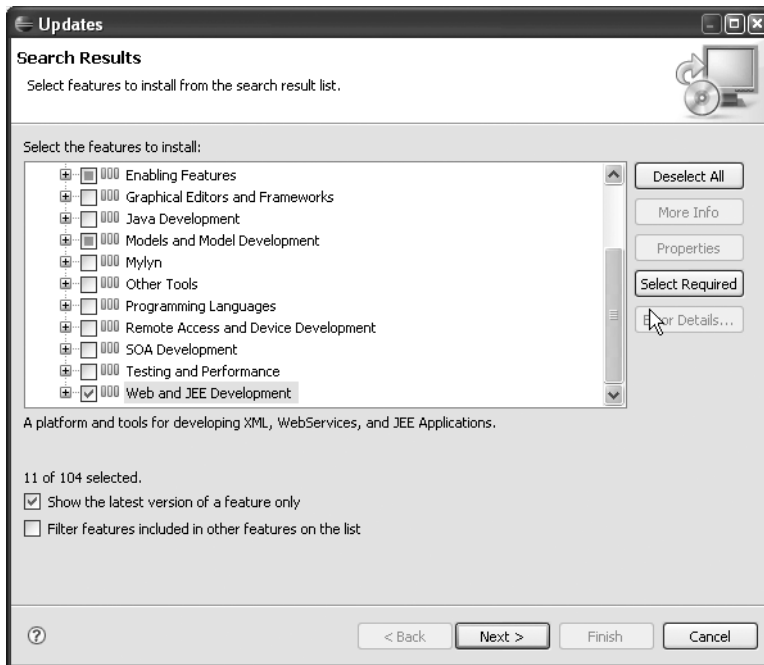 Updates
Search Results
Select features to install from the search result list.
Select the features to install:
Enabling Features
Graphical Editors and Frameworks
Java Development
Models and Model Development
Mylyn
Other Tools
Programming Languages
Remote Access and Device Development
SOA Development
Testing and Performance
Web and JEE Development
Deselect All
More Info
Properties
Select Required
Details...
A platform and tools for developing XML, WebServices, and JEE Applications.
11 of 104 selected.
Show the latest version of a feature only
Filter features included in other features on the list
?
< Back
Next >
Finish
Cancel